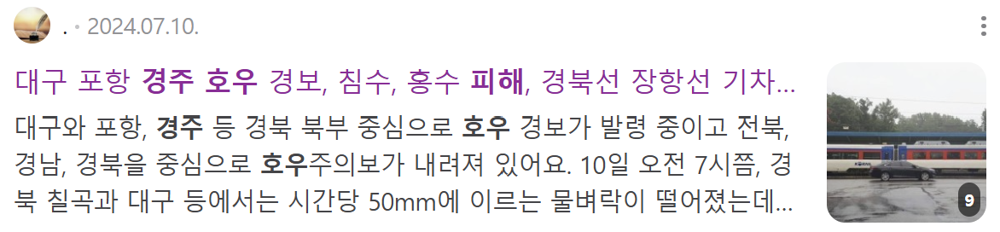 . • 2024.07.10.
대구 포항 경주 호우 경보, 침수, 홍수 피해, 경북선 장항선 기차...
대구와 포항, 경주 등 경북 북부 중심으로 호우 경보가 발령 중이고 전북,
경남, 경북을 중심으로 호우주의보가 내려져 있어요. 10일 오전 7시쯤, 경
북 칠곡과 대구 등에서는 시간당 50mm에 이르는 물벼락이 떨어졌는데...
9